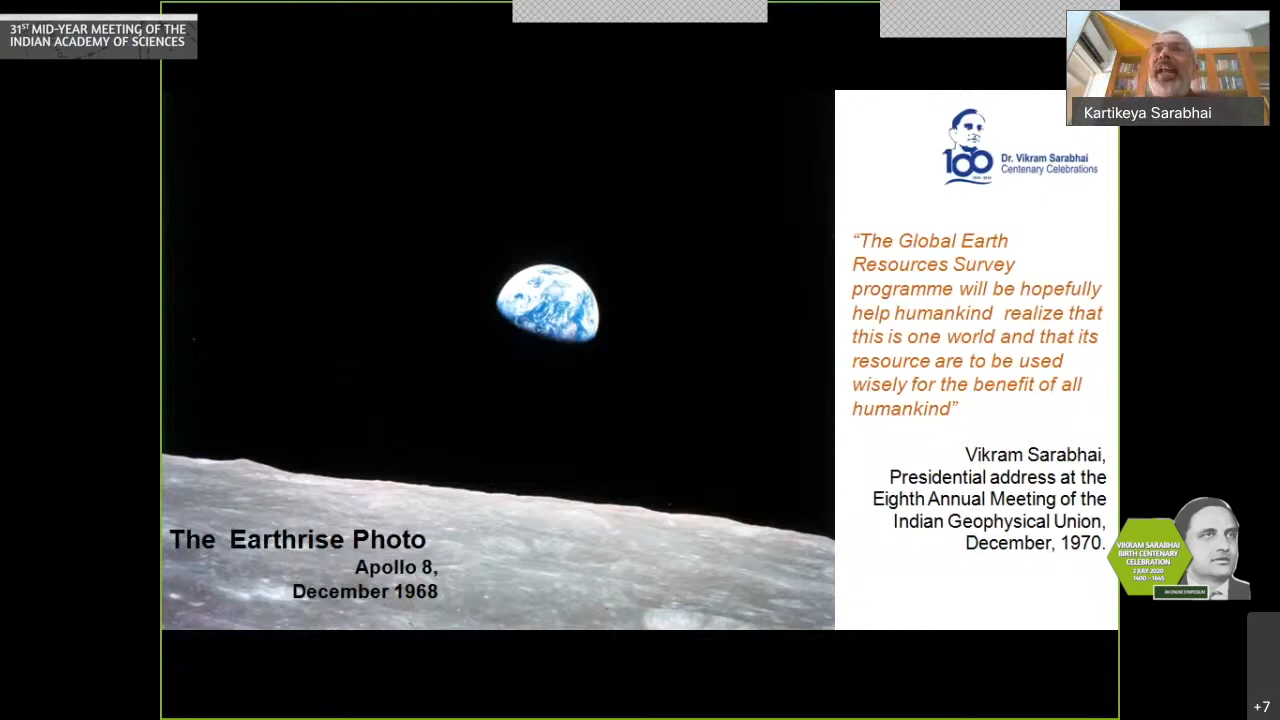 31ST MID-YEAR MEETING OF THE
INDIAN ACADEMY OF SCIENCES
Kartikeya Sarabhai
100
Dr. Vikram Sarabhai
Centenary Celebrations
“The Global Earth
Resources Survey
programme will be hopefully
help humankind realize that
this is one world and that its
resource are to be used
wisely for the benefit of all
humankind”
Vikram Sarabhai,
Presidential address at the
Eighth Annual Meeting of the
Indian Geophysical Union,
December, 1970.
The Earthrise Photo
Apollo 8,
December 1968
VIKRAM SARABHAI
BIRTH CENTENARY
CELEBRATION
2 JULY 2020
1400 - 1645
AN ONLINE SYMPOSIUM
+7